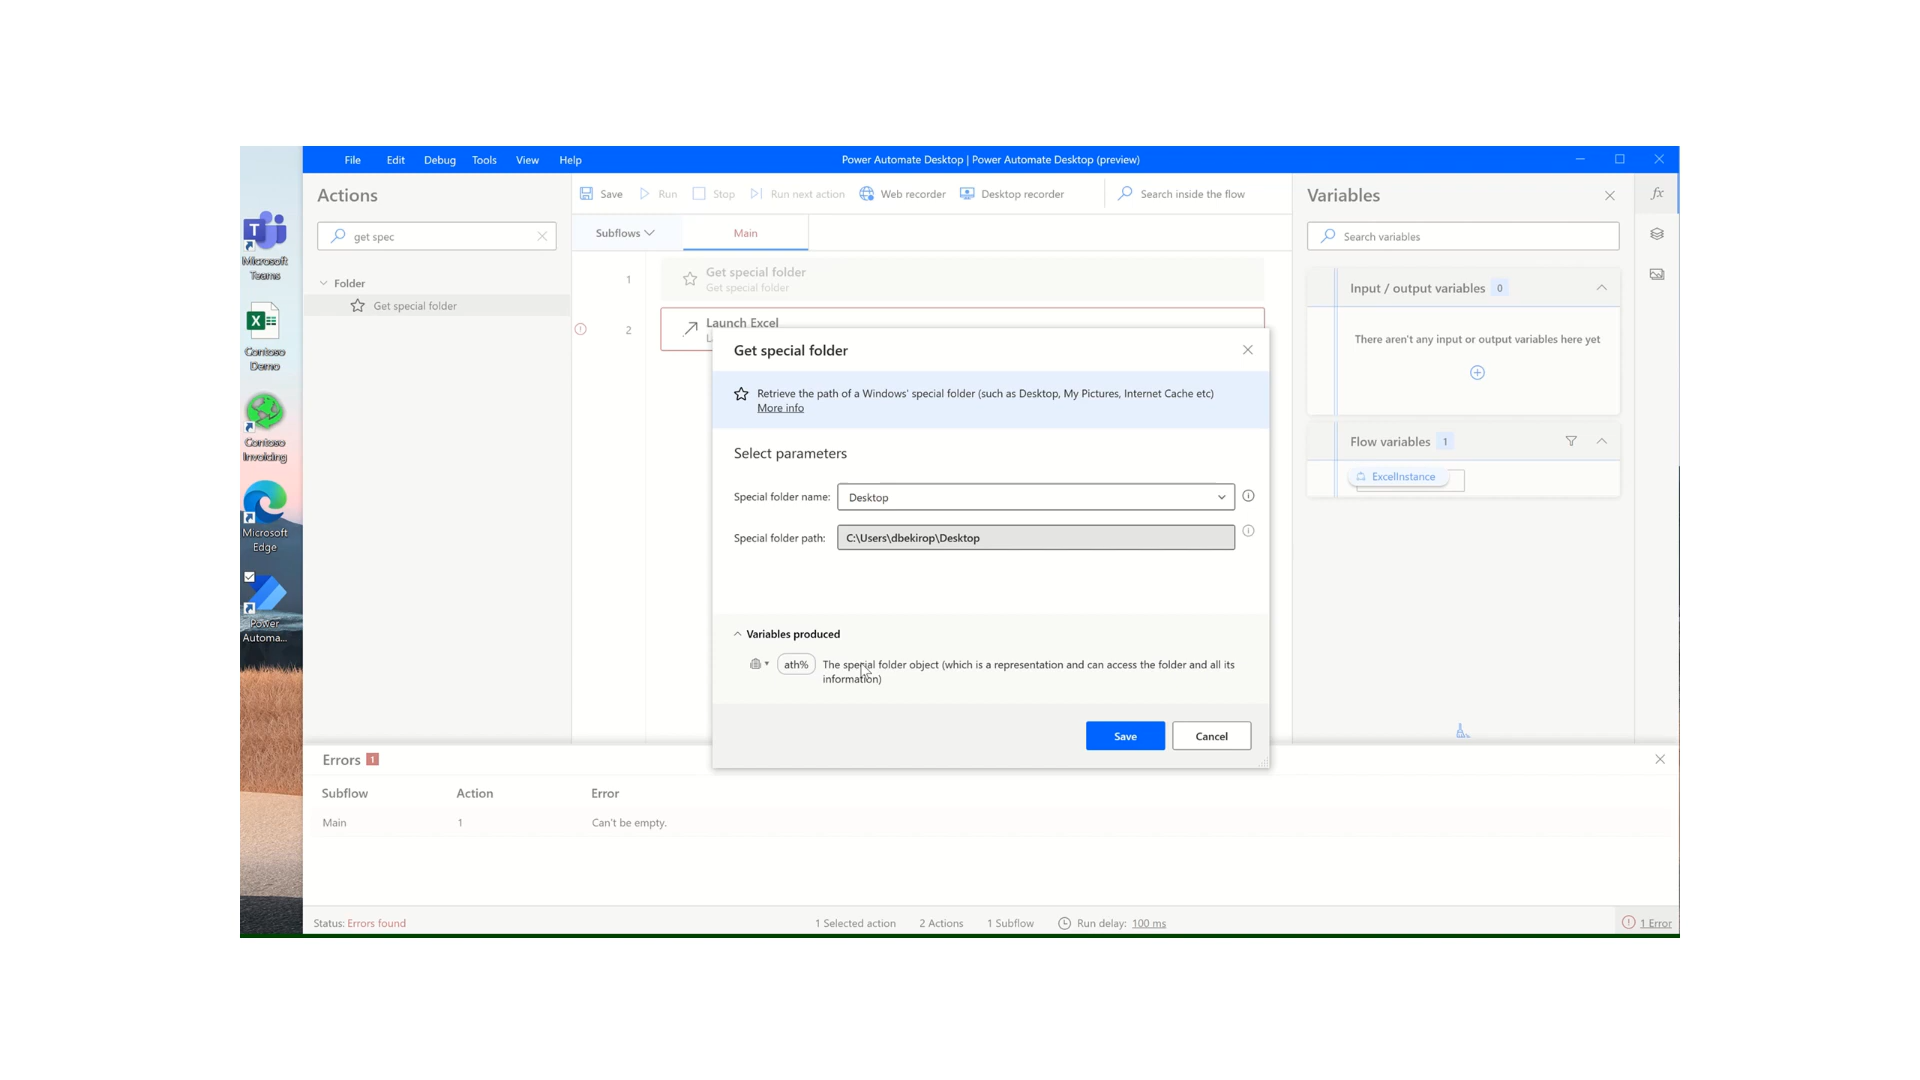 File Edit Debug Tools View Help
Power Automate Desktop | Power Automate Desktop (preview)
Microsoft
Teams
Contoso
Demo
Contoso
Invoicing
Microsoft
Edge
Power
Automa...
Actions
get spec
Folder
Get special folder
Save Run Stop Run next action Web recorder Desktop recorder Search inside the flow
Subflows Main
1 Get special folder
Get special folder
2 Launch Excel
Get special folder
Retrieve the path of a Windows' special folder (such as Desktop, My Pictures, Internet Cache etc)
More info
Select parameters
Special folder name: Desktop
Special folder path: C:\Users\dbekirop\Desktop
Variables produced
ath% The special folder object (which is a representation and can access the folder and all its
information)
Save Cancel
Variables
fx
Search variables
Input / output variables 0
There aren't any input or output variables here yet
Flow variables 1
ExcelInstance
Errors 1
Subflow Action Error
Main 1 Can't be empty.
Status: Errors found 1 Selected action 2 Actions 1 Subflow Run delay: 100 ms 1 Error